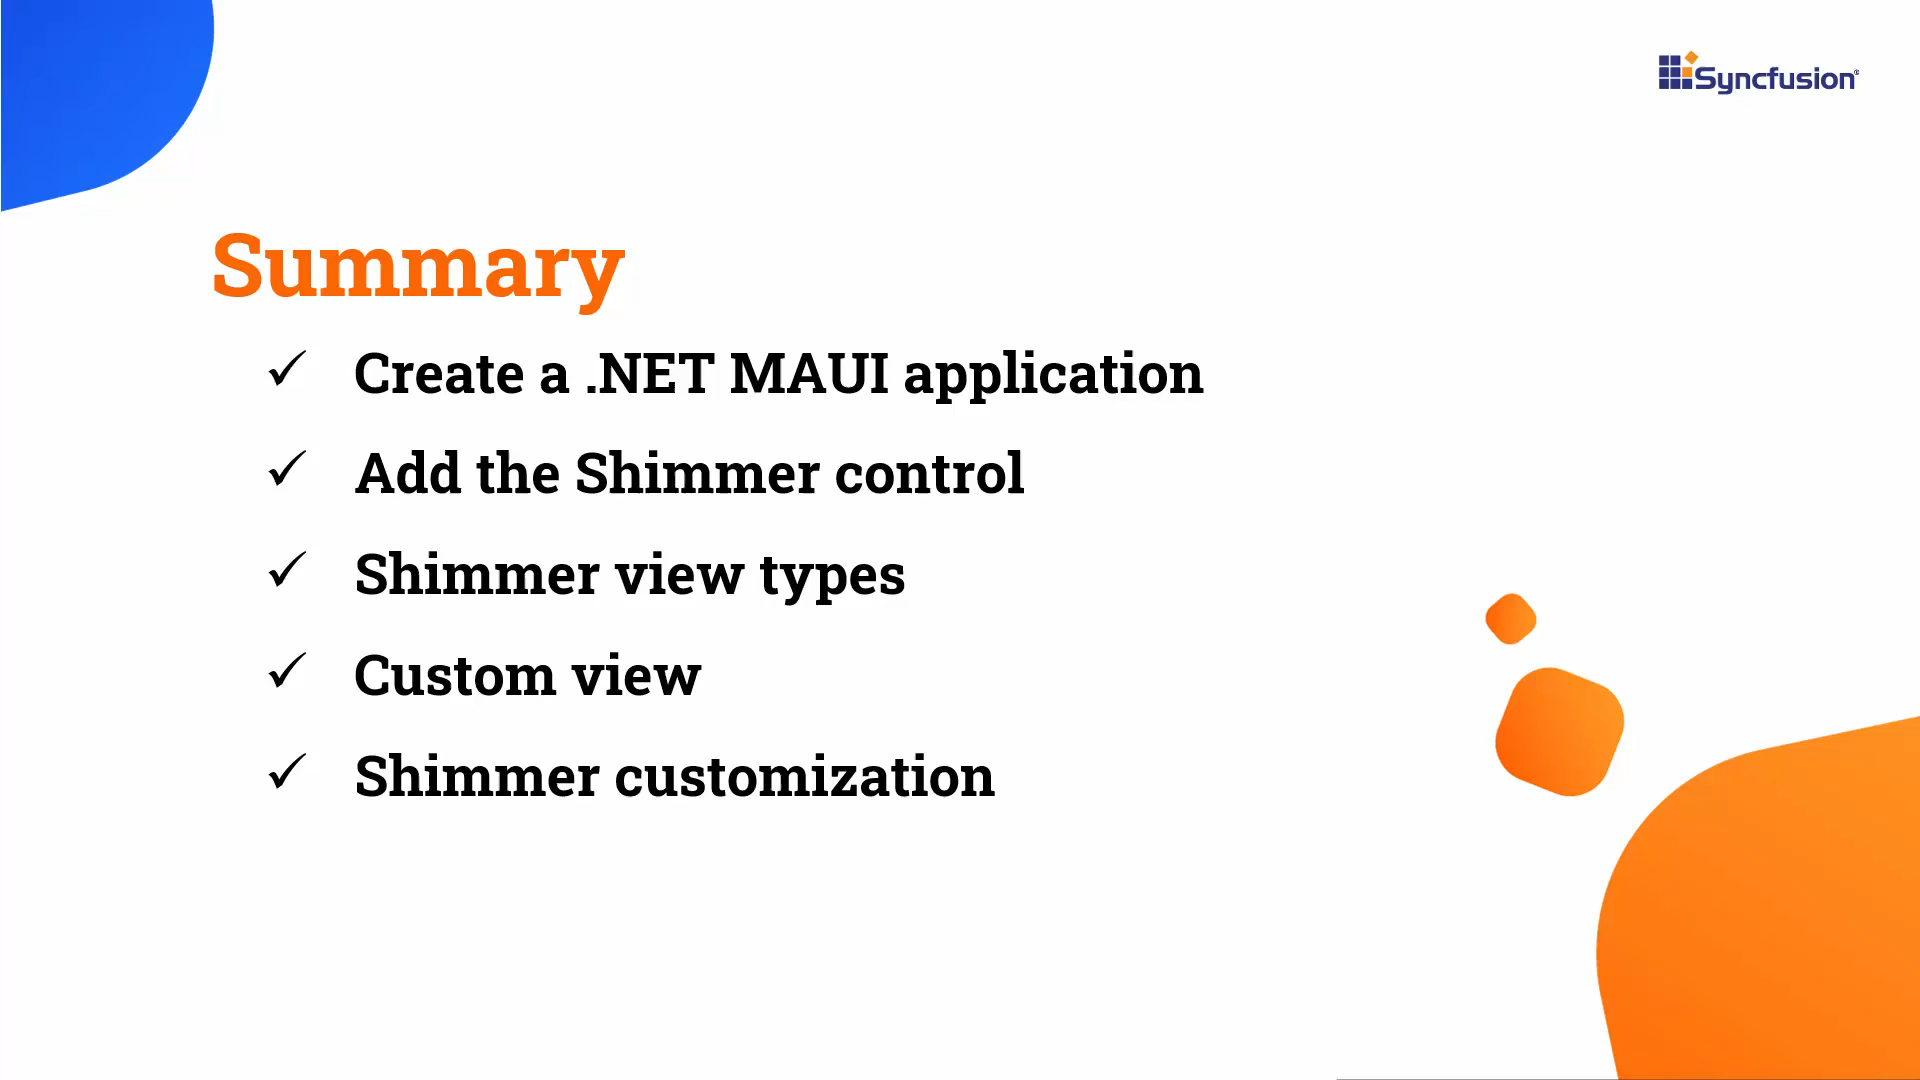 Syncfusion
Summary
✓ Create a .NET MAUI application
✓ Add the Shimmer control
✓ Shimmer view types
✓ Custom view
✓ Shimmer customization